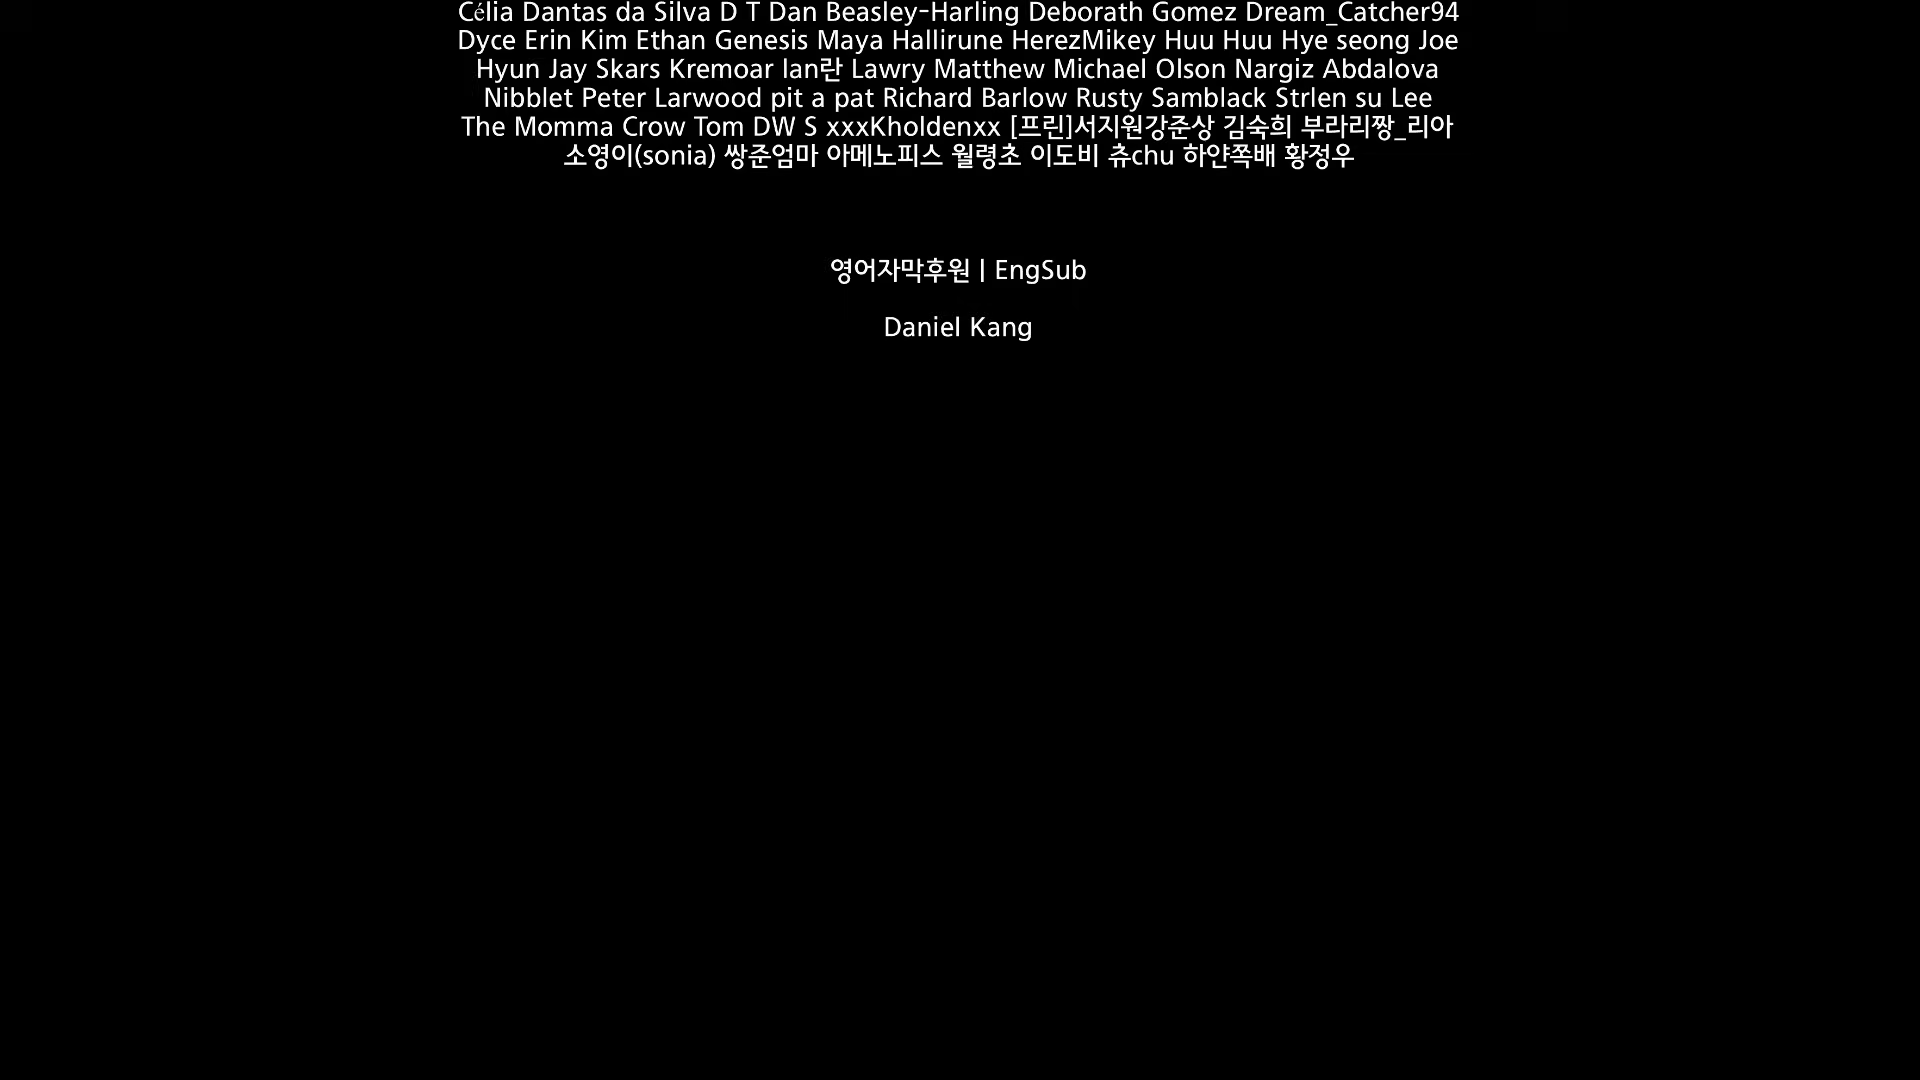 Célia Dantas da Silva D T Dan Beasley-Harling Deborath Gomez Dream_Catcher94
Dyce Erin Kim Ethan Genesis Maya Hallirune HerezMikey Huu Huu Hye seong Joe
Hyun Jay Skars Kremoar lan란 Lawry Matthew Michael Olson Nargiz Abdalova
Nibblet Peter Larwood pit a pat Richard Barlow Rusty Samblack Strlen su Lee
The Momma Crow Tom DW S xxxKholdenxx [프린]서지원강준상 김숙희 부라리짱_리아
소영이(sonia) 쌍준엄마 아메노피스 월령초 이도비 츄chu 하얀쪽배 황정우
영어자막후원 | EngSub
Daniel Kang